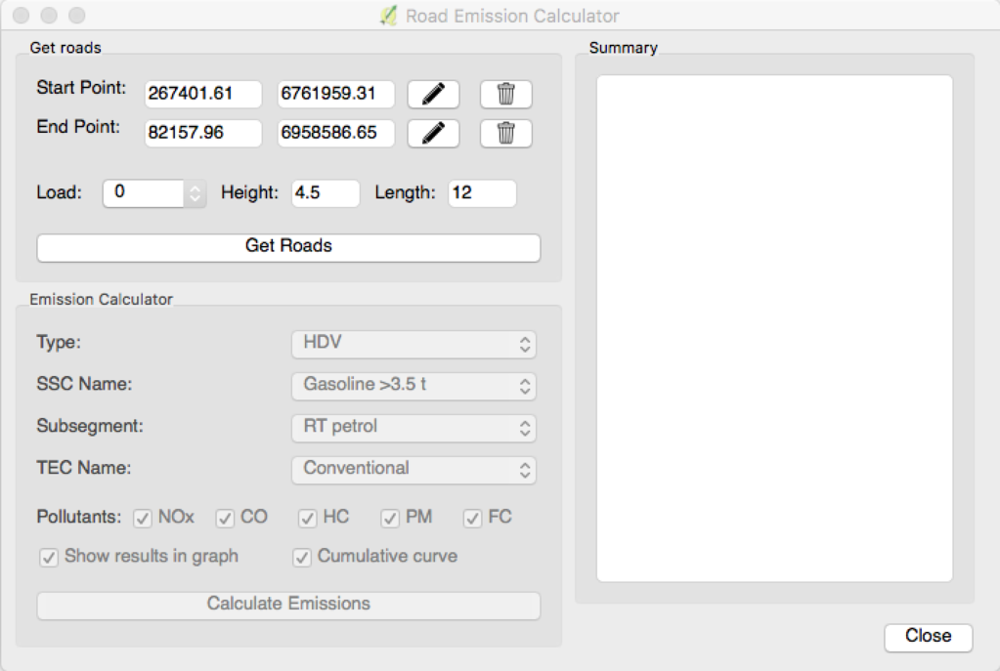 Road Emission Calculator
Get roads
Start Point: 267401.61 6761959.31
End Point: 82157.96 6958586.65
Load: 0 Height: 4.5 Length: 12
Get Roads
Emission Calculator
Type: HDV
SSC Name: Gasoline >3.5 t
Subsegment: RT petrol
TEC Name: Conventional
Pollutants: NOx CO HC PM FC
Show results in graph Cumulative curve
Calculate Emissions
Summary
Close